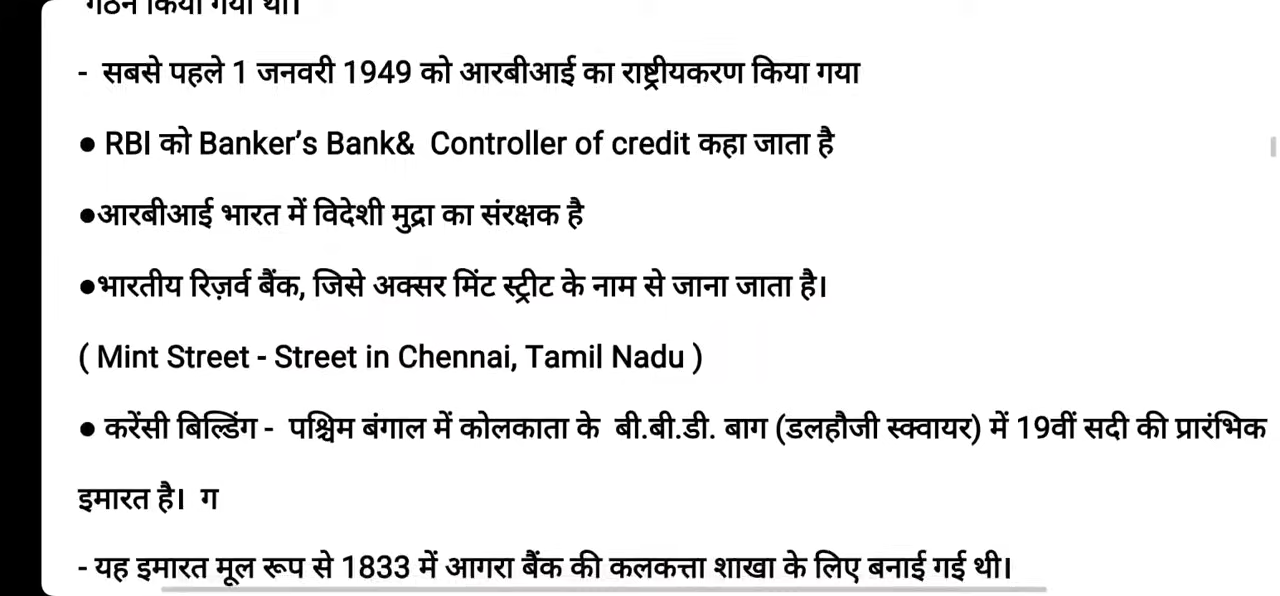 गठन किया गया था।
- सबसे पहले 1 जनवरी 1949 को आरबीआई का राष्ट्रीयकरण किया गया
● RBI को Banker’s Bank& Controller of credit कहा जाता है
●आरबीआई भारत में विदेशी मुद्रा का संरक्षक है
●भारतीय रिज़र्व बैंक, जिसे अक्सर मिंट स्ट्रीट के नाम से जाना जाता है।
( Mint Street - Street in Chennai, Tamil Nadu )
● करेंसी बिल्डिंग - पश्चिम बंगाल में कोलकाता के बी.बी.डी. बाग (डलहौजी स्क्वायर) में 19वीं सदी की प्रारंभिक
इमारत है। ग
- यह इमारत मूल रूप से 1833 में आगरा बैंक की कलकत्ता शाखा के लिए बनाई गई थी।